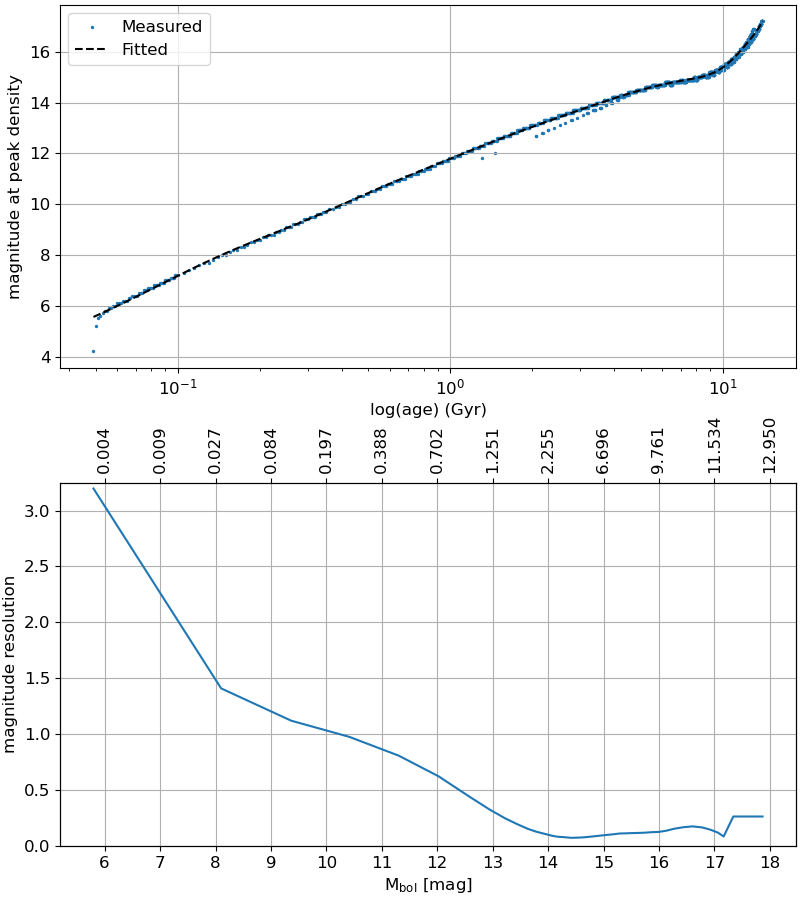 Measured
Fitted
magnitude at peak density
16
14
12
10
8
6
4
10⁻¹ 10⁰ 10¹
log(age) (Gyr)
0.004 0.009 0.027 0.084 0.197 0.388 0.702 1.251 2.255 6.696 9.761 11.534 12.950
magnitude resolution
3.0
2.5
2.0
1.5
1.0
0.5
0.0
6 7 8 9 10 11 12 13 14 15 16 17 18
M_bol [mag]